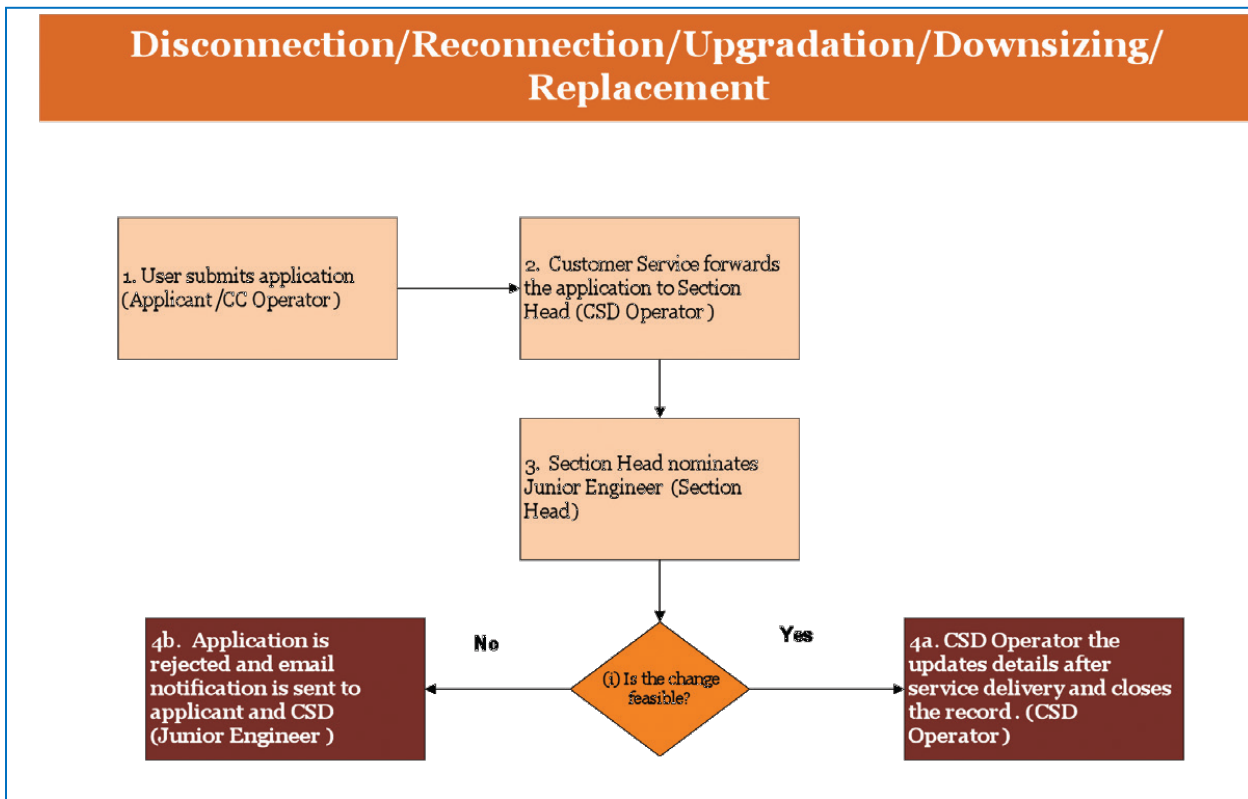 Disconnection/Reconnection/Upgradation/Downsizing/
Replacement
1. User submits application
(Applicant /CC Operator )
2.  Customer Service forwards
the application to Section
Head (CSD Operator )
3.  Section Head nominates
Junior Engineer (Section
Head)
4b.  Application is
rejected and email
notification is sent to
applicant and CSD
(Junior Engineer )
No
(i) Is the change
feasible?
Yes
4a. CSD Operator the
updates details after
service delivery and closes
the record . (CSD
Operator )